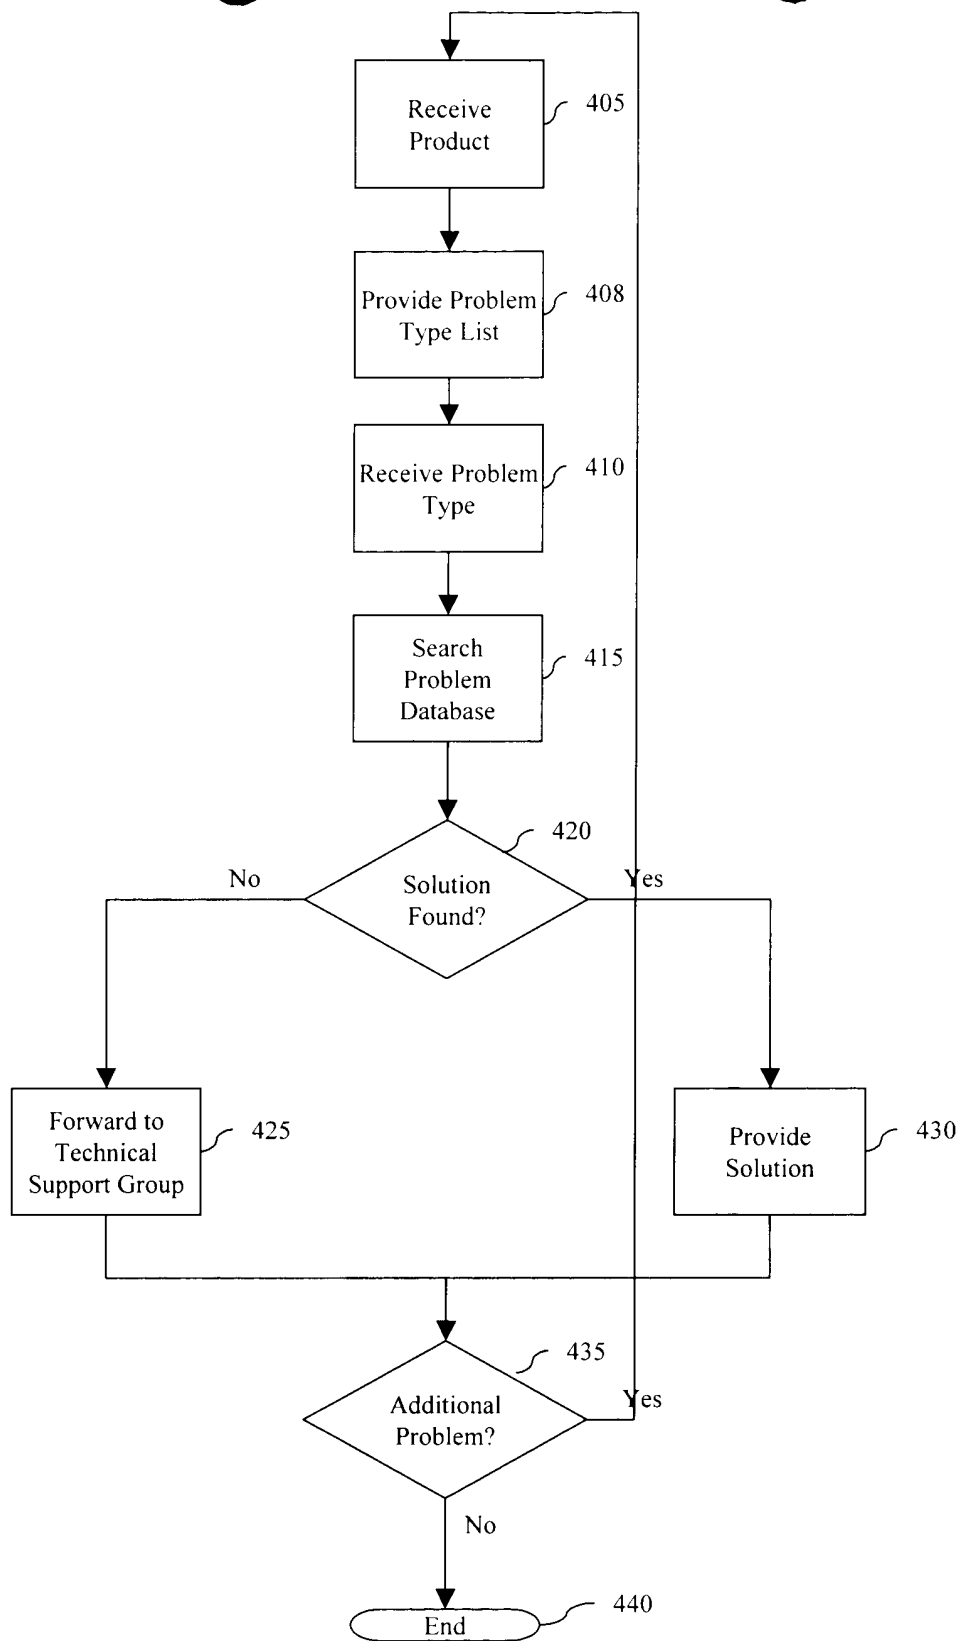 Receive
Product
405
Provide Problem
Type List
408
Receive Problem
Type
410
Search
Problem
Database
415
420
No
Solution
Found?
Yes
Forward to
Technical
Support Group
425
Provide
Solution
430
435
Additional
Problem?
Yes
No
End
440